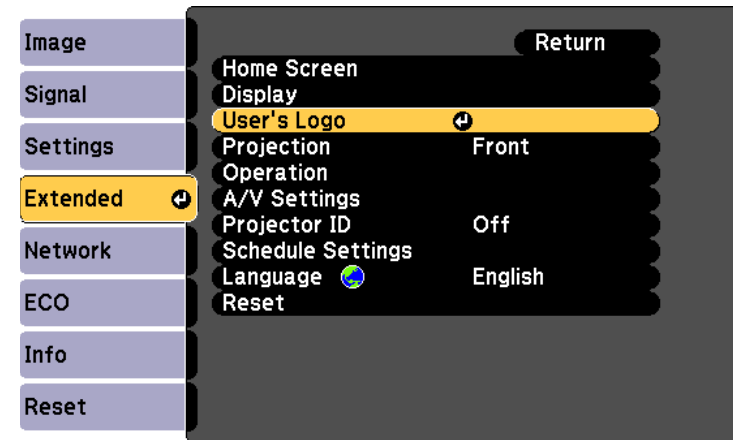 Image
Signal
Settings
Extended
Network
ECO
Info
Reset
Return
Home Screen
Display
User's Logo
Projection Front
Operation
A/V Settings
Projector ID Off
Schedule Settings
Language English
Reset